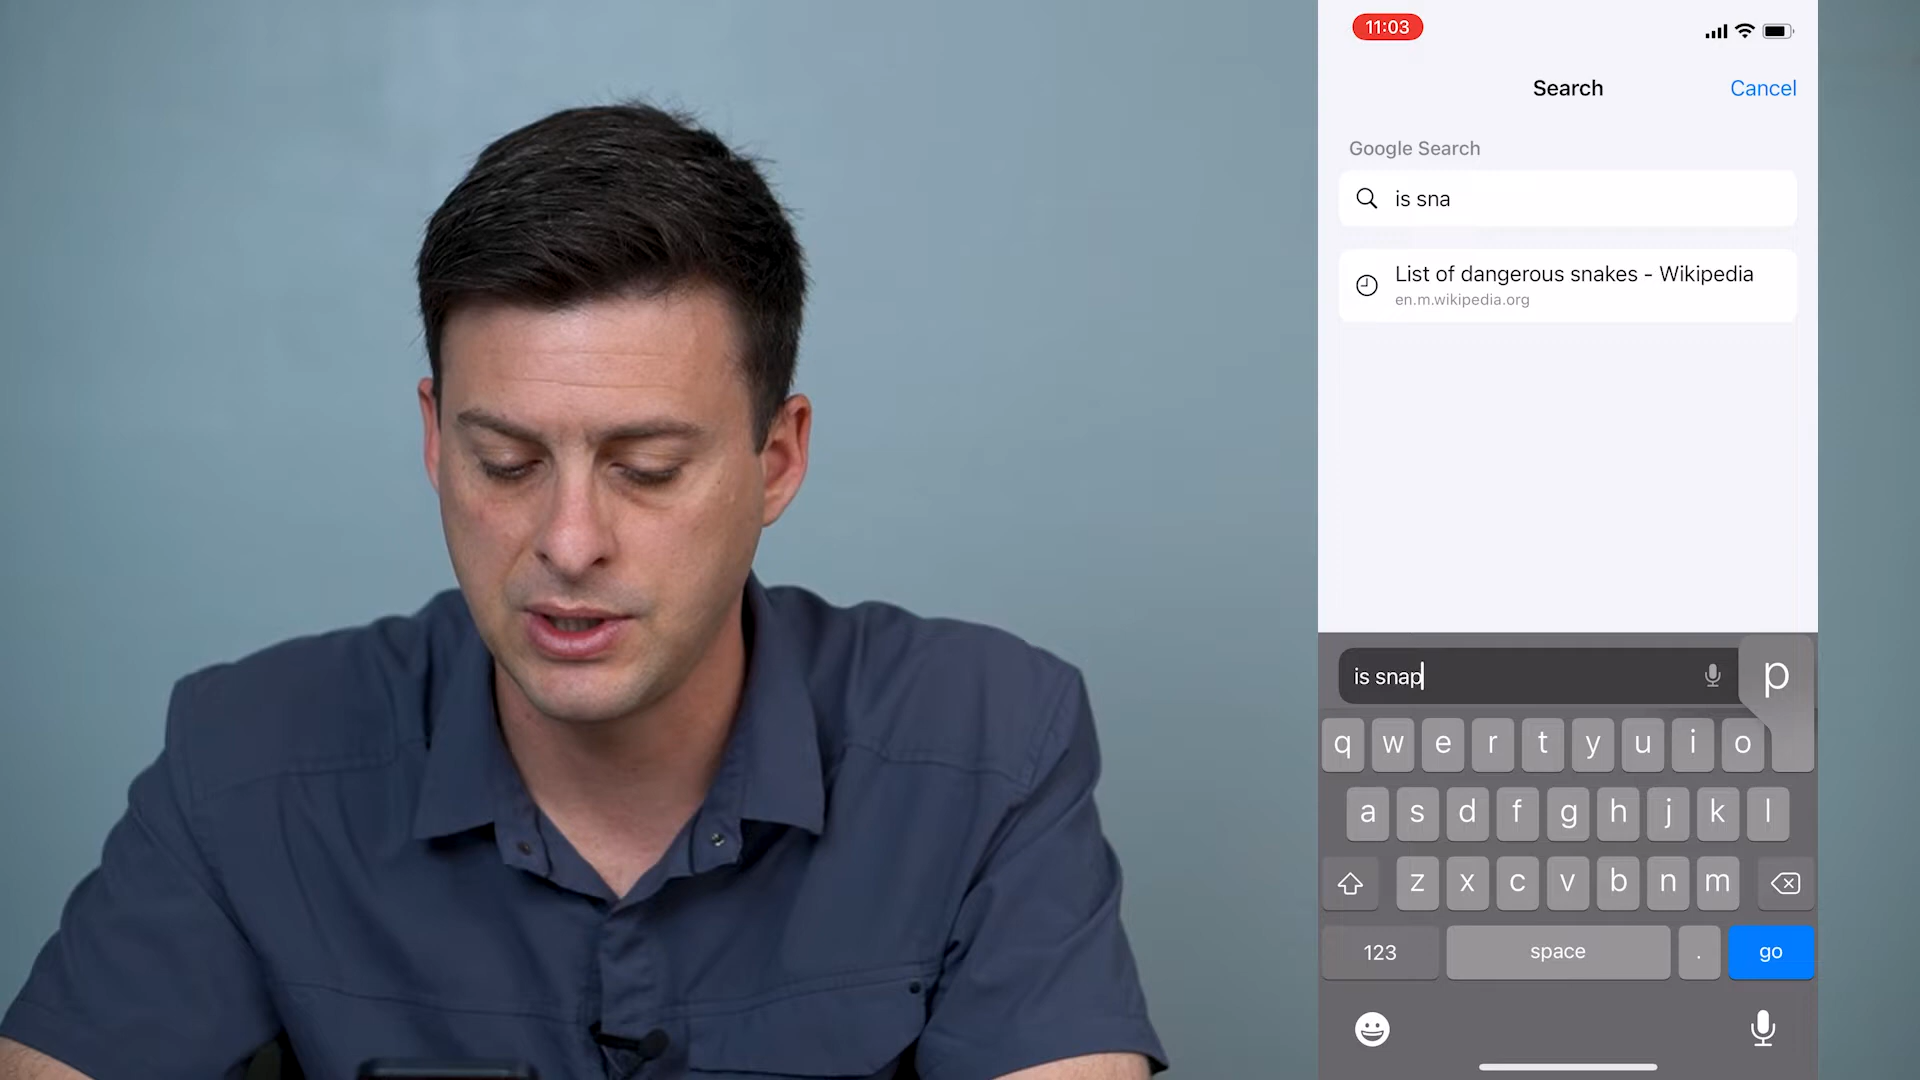 11:03
Search
Cancel
Google Search
is sna
List of dangerous snakes - Wikipedia
en.m.wikipedia.org
is snap
p
q w e r t y u i o
a s d f g h j k l
z x c v b n m
123 space . go